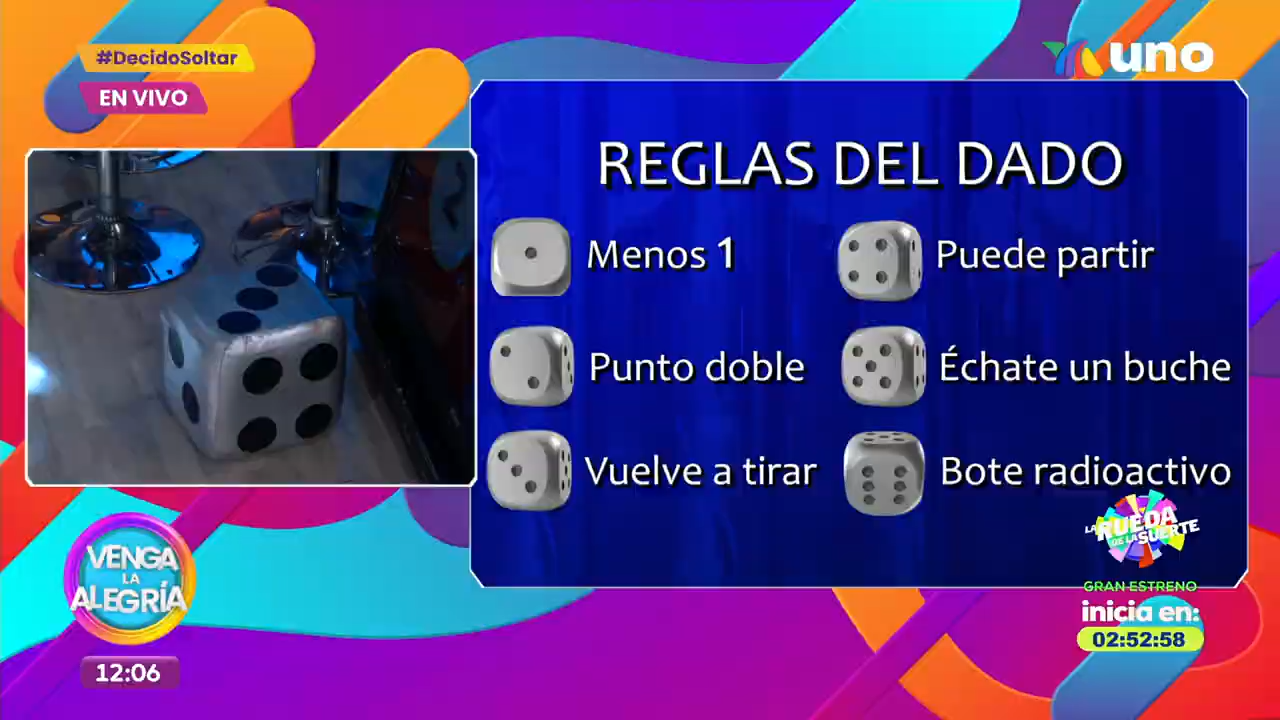 #DecidoSoltar
EN VIVO
uno
REGLAS DEL DADO
Menos 1
Puede partir
Punto doble
Échate un buche
Vuelve a tirar
Bote radioactivo
LA RUEDA
DE LA SUERTE
GRAN ESTRENO
inicia en:
02:52:58
VENGA
LA
ALEGRÍA
12:06